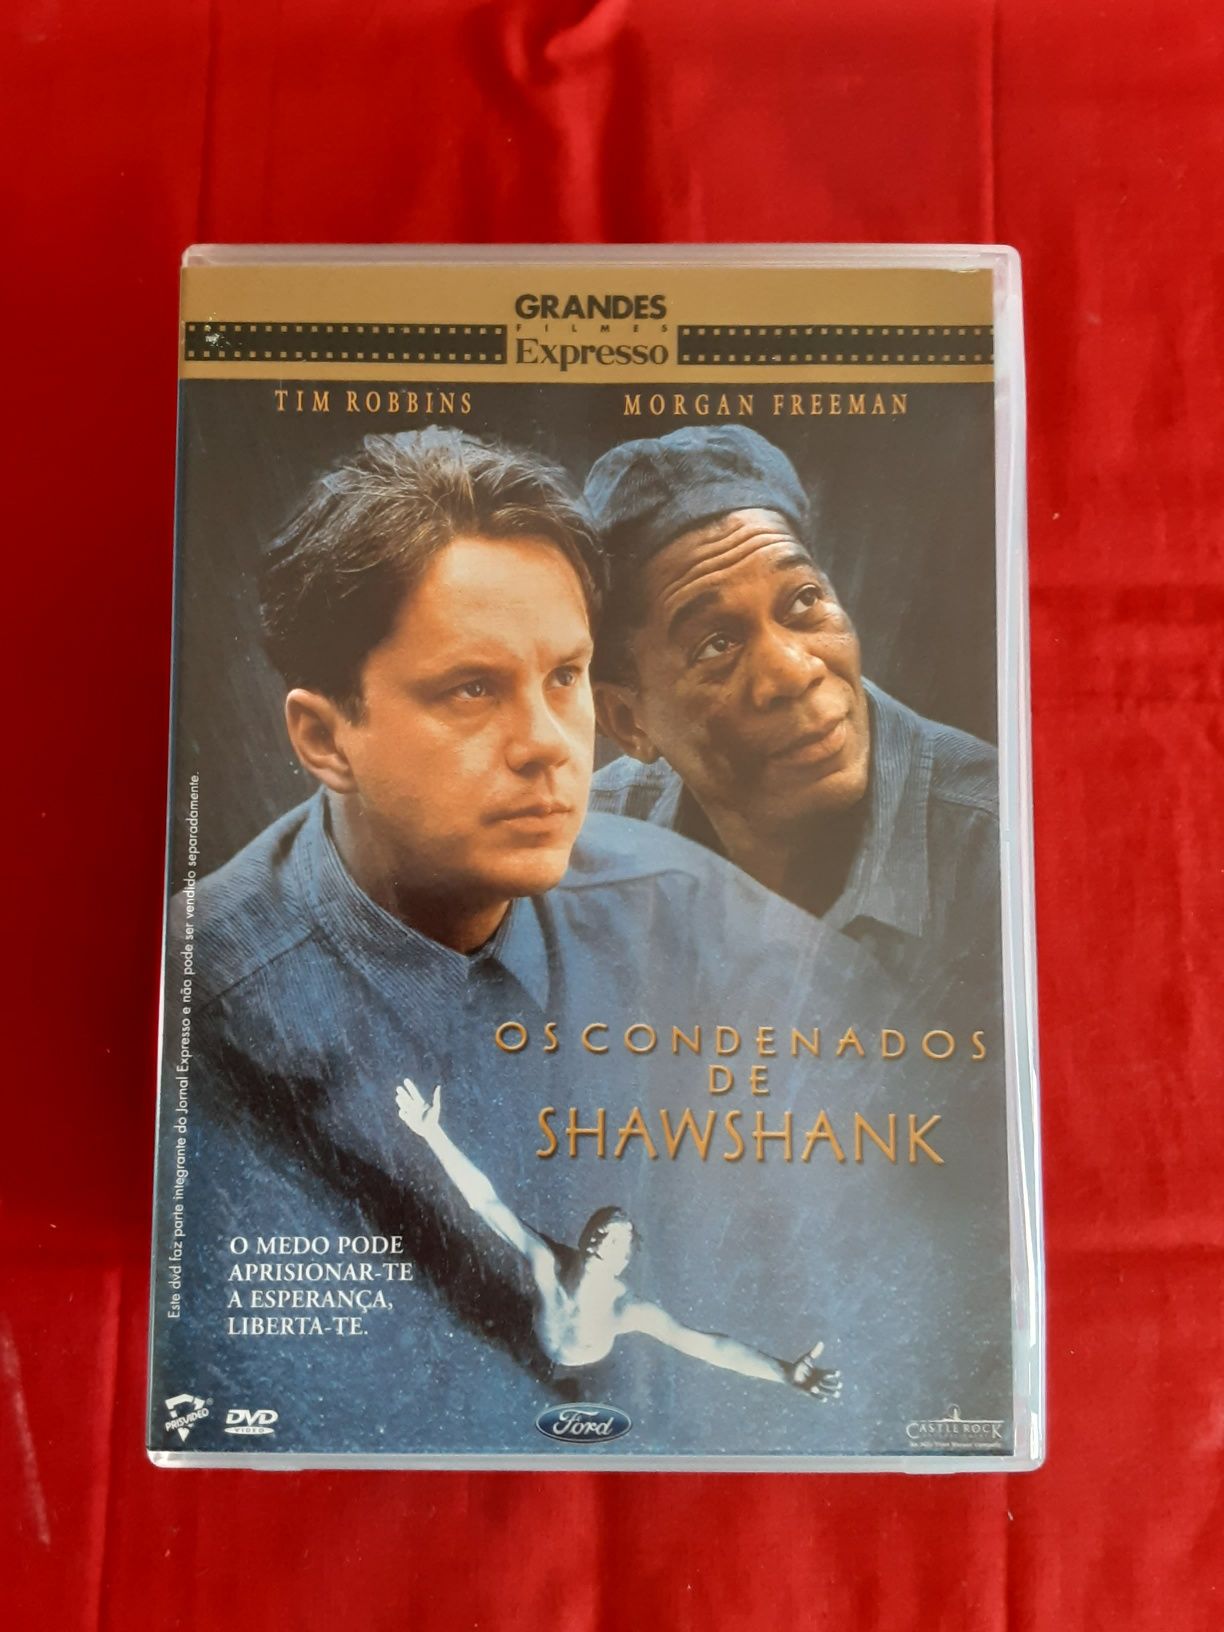 GRANDES
FILMES
Expresso
TIM ROBBINS
MORGAN FREEMAN
Este dvd faz parte integrante do Jornal Expresso e não pode ser vendido separadamente.
OS CONDENADOS
DE
SHAWSHANK
O MEDO PODE
APRISIONAR-TE
A ESPERANÇA,
LIBERTA-TE.
PRISVIDEO
DVD
VIDEO
Ford
CASTLE ROCK